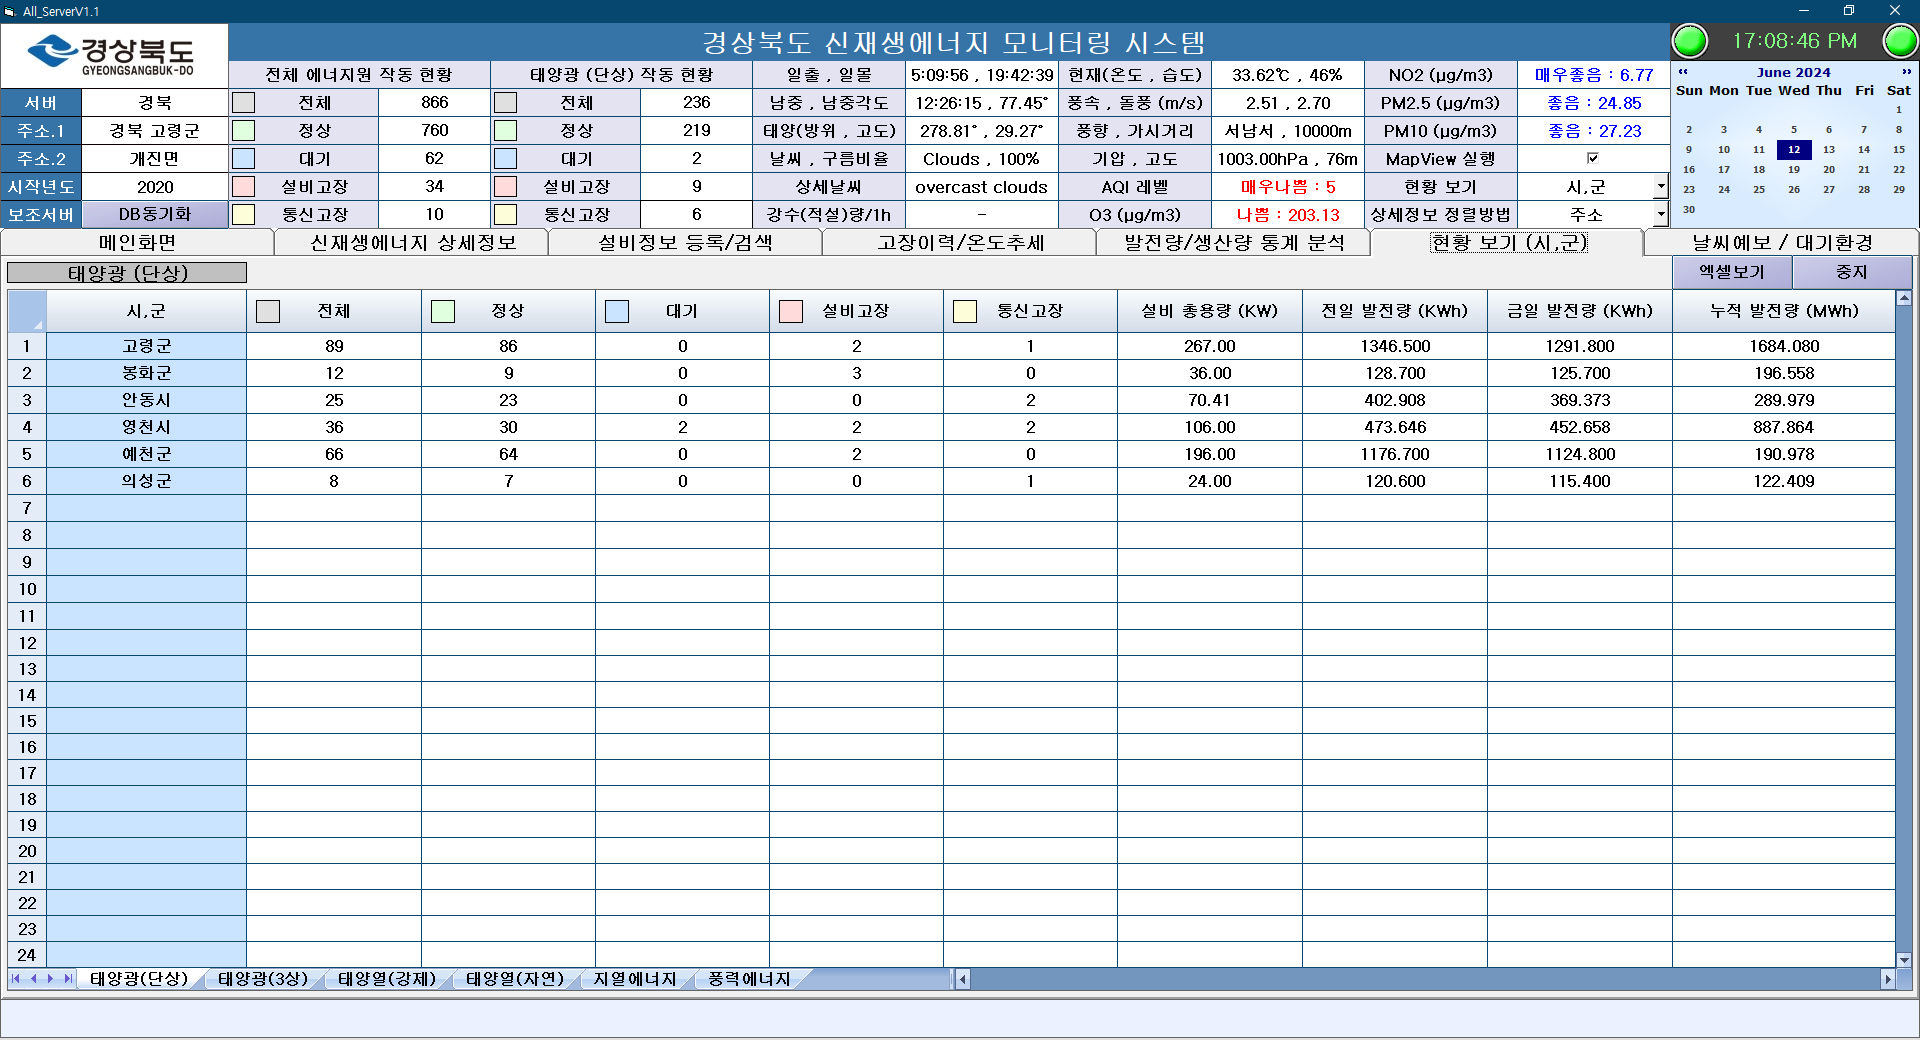 All_ServerV1.1
경상북도
GYEONGSANGBUK-DO
경상북도 신재생에너지 모니터링 시스템
17:08:46 PM
전체 에너지원 작동 현황 태양광 (단상) 작동 현황 일출 , 일몰 5:09:56 , 19:42:39 현재(온도 , 습도) 33.62℃ , 46% NO2 (µg/m3) 매우좋음 : 6.77
서버 경북 전체 866 전체 236 남중 , 남중각도 12:26:15 , 77.45° 풍속 , 돌풍 (m/s) 2.51 , 2.70 PM2.5 (µg/m3) 좋음 : 24.85
주소.1 경북 고령군 정상 760 정상 219 태양(방위 , 고도) 278.81° , 29.27° 풍향 , 가시거리 서남서 , 10000m PM10 (µg/m3) 좋음 : 27.23
주소.2 개진면 대기 62 대기 2 날씨 , 구름비율 Clouds , 100% 기압 , 고도 1003.00hPa , 76m MapView 실행
시작년도 2020 설비고장 34 설비고장 9 상세날씨 overcast clouds AQI 레벨 매우나쁨 : 5 현황 보기 시,군
보조서버 DB동기화 통신고장 10 통신고장 6 강수(적설)량/1h - O3 (µg/m3) 나쁨 : 203.13 상세정보 정렬방법 주소
‹‹ June 2024 ››
Sun Mon Tue Wed Thu Fri Sat
1
2 3 4 5 6 7 8
9 10 11 12 13 14 15
16 17 18 19 20 21 22
23 24 25 26 27 28 29
30
메인화면 신재생에너지 상세정보 설비정보 등록/검색 고장이력/온도추세 발전량/생산량 통계 분석 현황 보기 (시,군) 날씨예보 / 대기환경
태양광 (단상) 엑셀보기 중지
시,군 전체 정상 대기 설비고장 통신고장 설비 총용량 (KW) 전일 발전량 (KWh) 금일 발전량 (KWh) 누적 발전량 (MWh)
1 고령군 89 86 0 2 1 267.00 1346.500 1291.800 1684.080
2 봉화군 12 9 0 3 0 36.00 128.700 125.700 196.558
3 안동시 25 23 0 0 2 70.41 402.908 369.373 289.979
4 영천시 36 30 2 2 2 106.00 473.646 452.658 887.864
5 예천군 66 64 0 2 0 196.00 1176.700 1124.800 190.978
6 의성군 8 7 0 0 1 24.00 120.600 115.400 122.409
7
8
9
10
11
12
13
14
15
16
17
18
19
20
21
22
23
24
태양광(단상) 태양광(3상) 태양열(강제) 태양열(자연) 지열에너지 풍력에너지